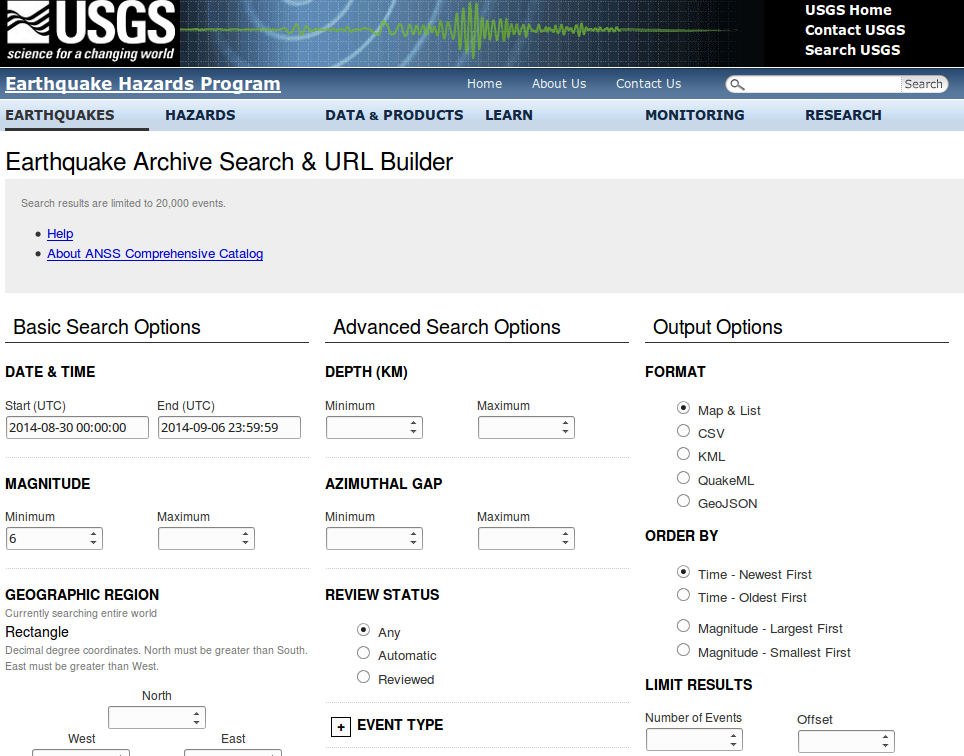 USGS
science for a changing world
USGS Home
Contact USGS
Search USGS
Earthquake Hazards Program
Home About Us Contact Us Search
EARTHQUAKES HAZARDS DATA & PRODUCTS LEARN MONITORING RESEARCH
Earthquake Archive Search & URL Builder
Search results are limited to 20,000 events.
Help
About ANSS Comprehensive Catalog
Basic Search Options
DATE & TIME
Start (UTC) End (UTC)
2014-08-30 00:00:00 2014-09-06 23:59:59
MAGNITUDE
Minimum Maximum
6
GEOGRAPHIC REGION
Currently searching entire world
Rectangle
Decimal degree coordinates. North must be greater than South.
East must be greater than West.
North
West East
Advanced Search Options
DEPTH (KM)
Minimum Maximum
AZIMUTHAL GAP
Minimum Maximum
REVIEW STATUS
Any
Automatic
Reviewed
+ EVENT TYPE
Output Options
FORMAT
Map & List
CSV
KML
QuakeML
GeoJSON
ORDER BY
Time - Newest First
Time - Oldest First
Magnitude - Largest First
Magnitude - Smallest First
LIMIT RESULTS
Number of Events Offset